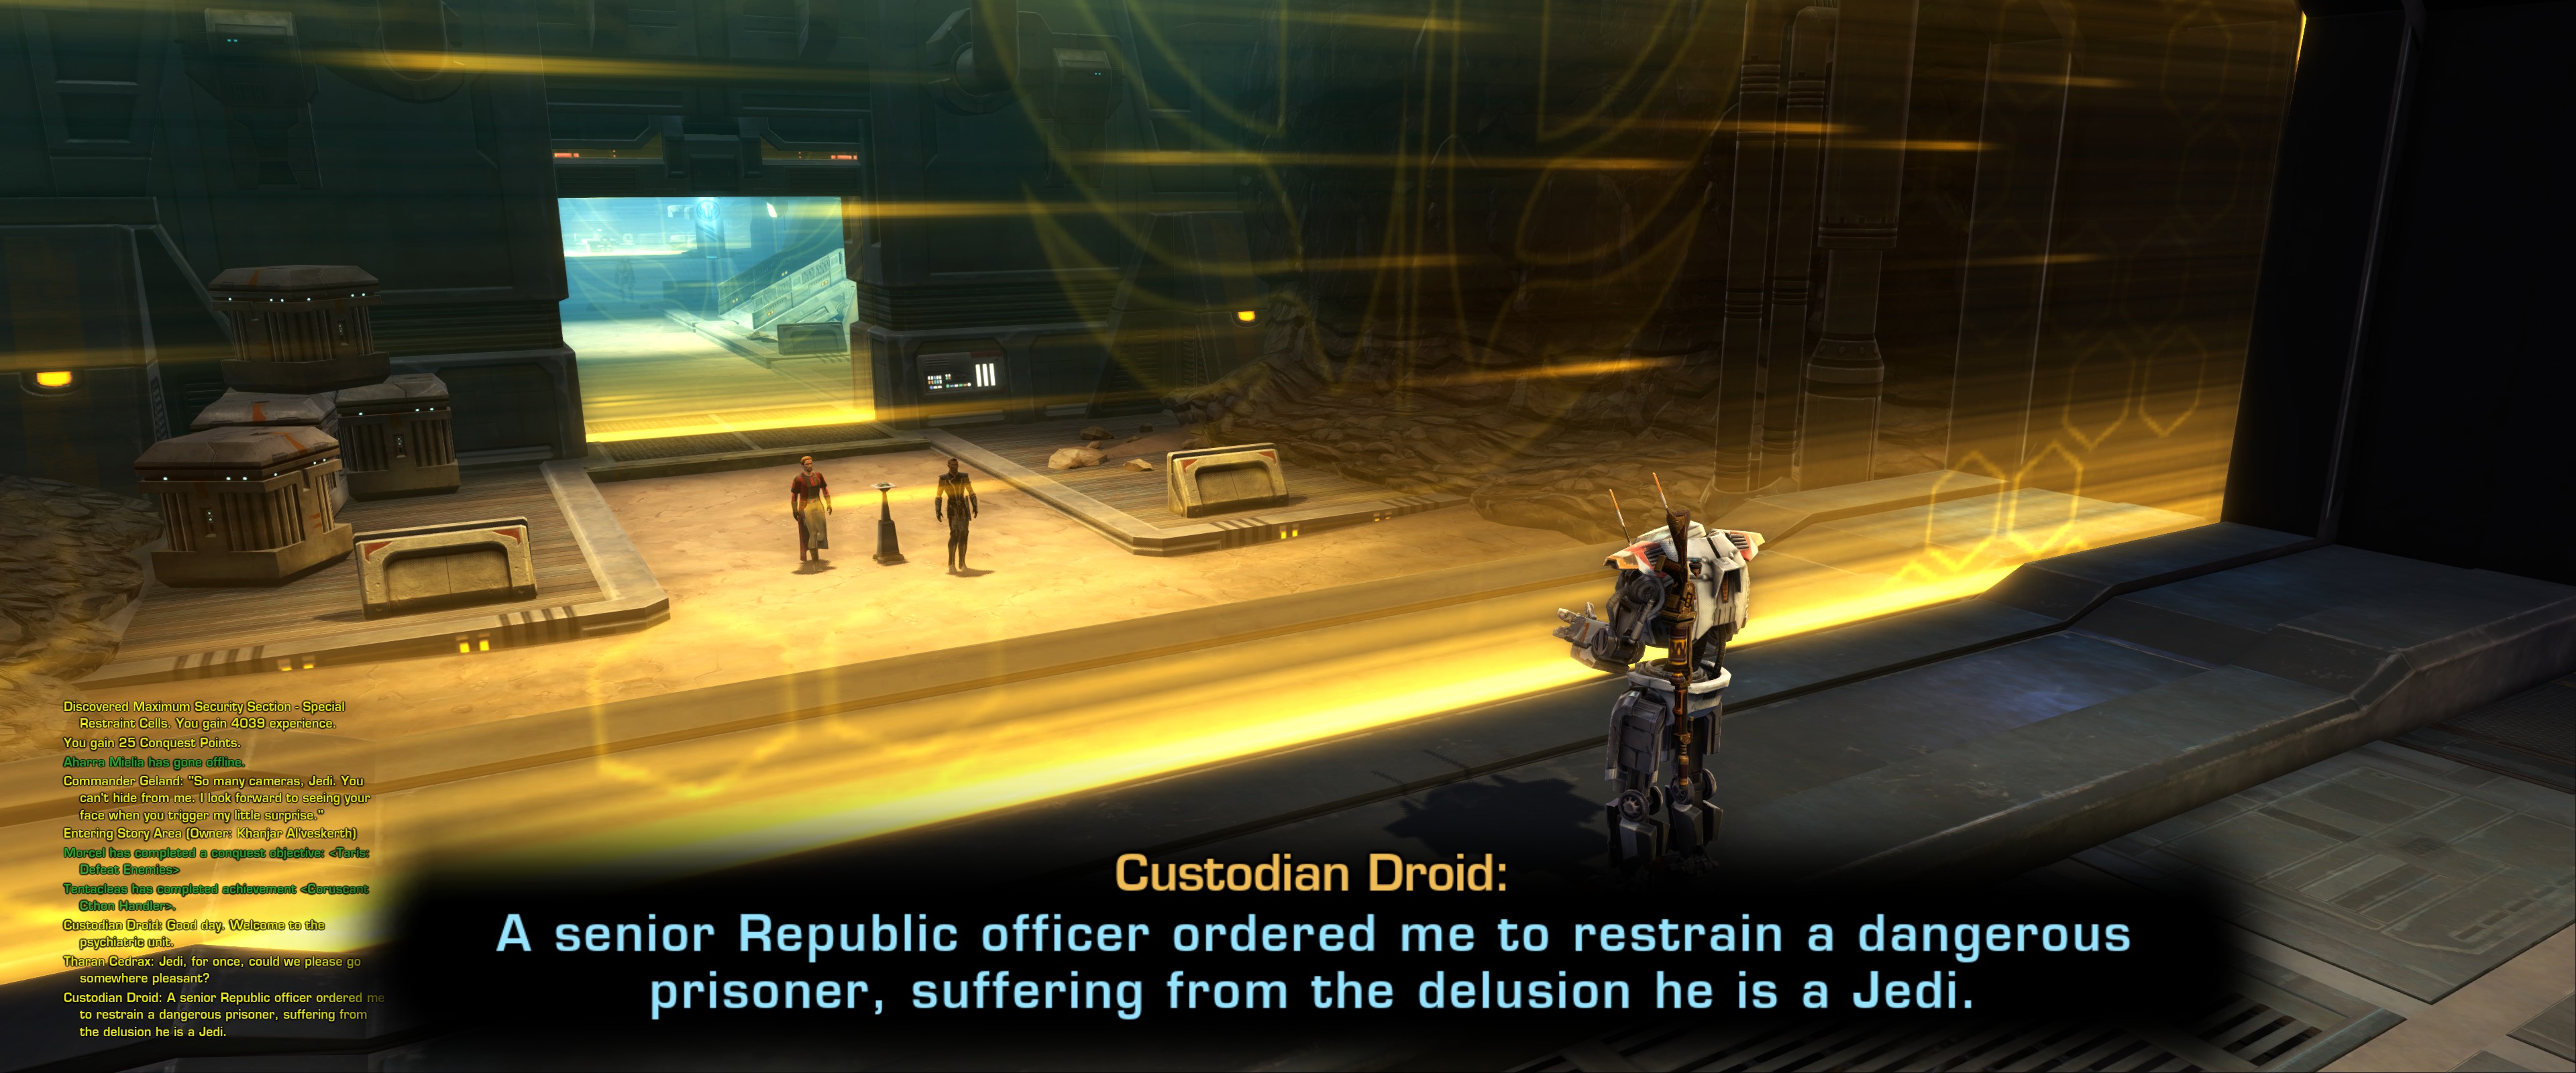 Discovered Maximum Security Section - Special
Restraint Cells. You gain 4039 experience.
You gain 25 Conquest Points.
Aharra Mielia has gone offline.
Commander Geland: "So many cameras, Jedi. You
can't hide from me. I look forward to seeing your
face when you trigger my little surprise."
Entering Story Area (Owner: Khanjar Al'veskerth)
Morcel has completed a conquest objective: <Taris:
Defeat Enemies>
Tentacleas has completed achievement <Coruscant
Cthon Handler>.
Custodian Droid: Good day. Welcome to the
psychiatric unit.
Tharan Cedrax: Jedi, for once, could we please go
somewhere pleasant?
Custodian Droid: A senior Republic officer ordered me
to restrain a dangerous prisoner, suffering from
the delusion he is a Jedi.
Custodian Droid:
A senior Republic officer ordered me to restrain a dangerous
prisoner, suffering from the delusion he is a Jedi.